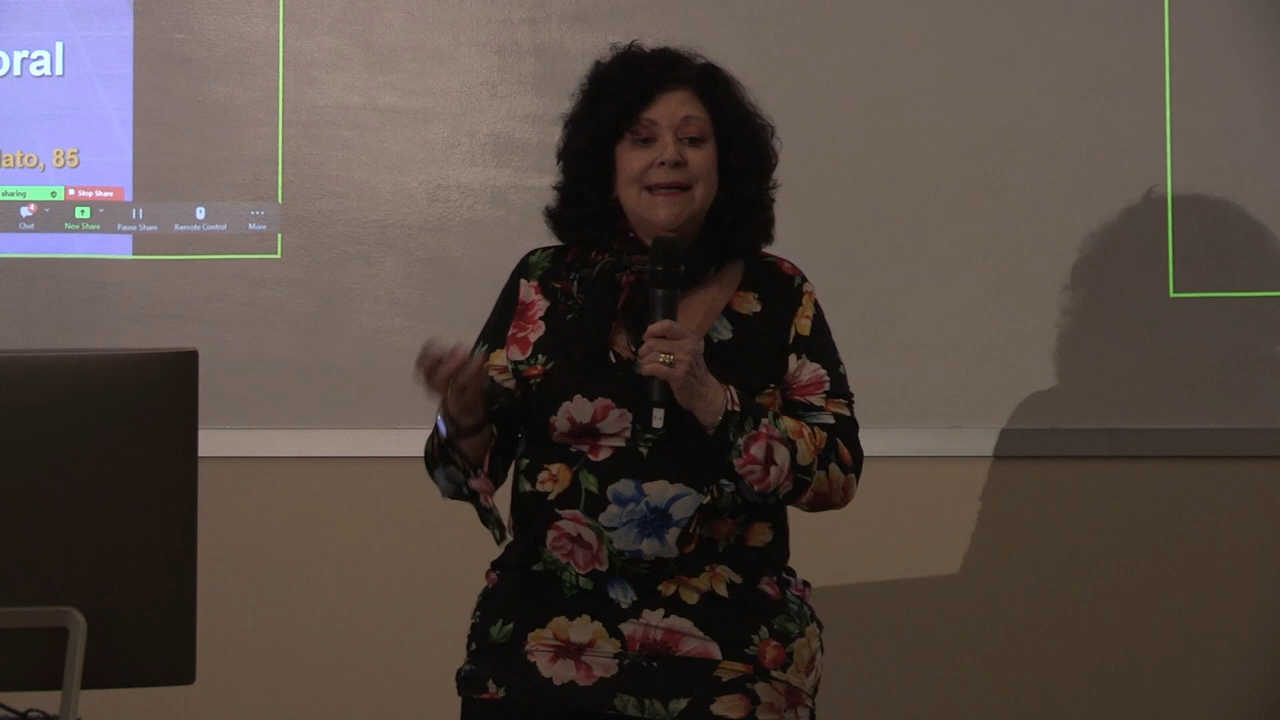 oral
lato, 85
sharing Stop Share
Chat New Share Pause Share Remote Control More